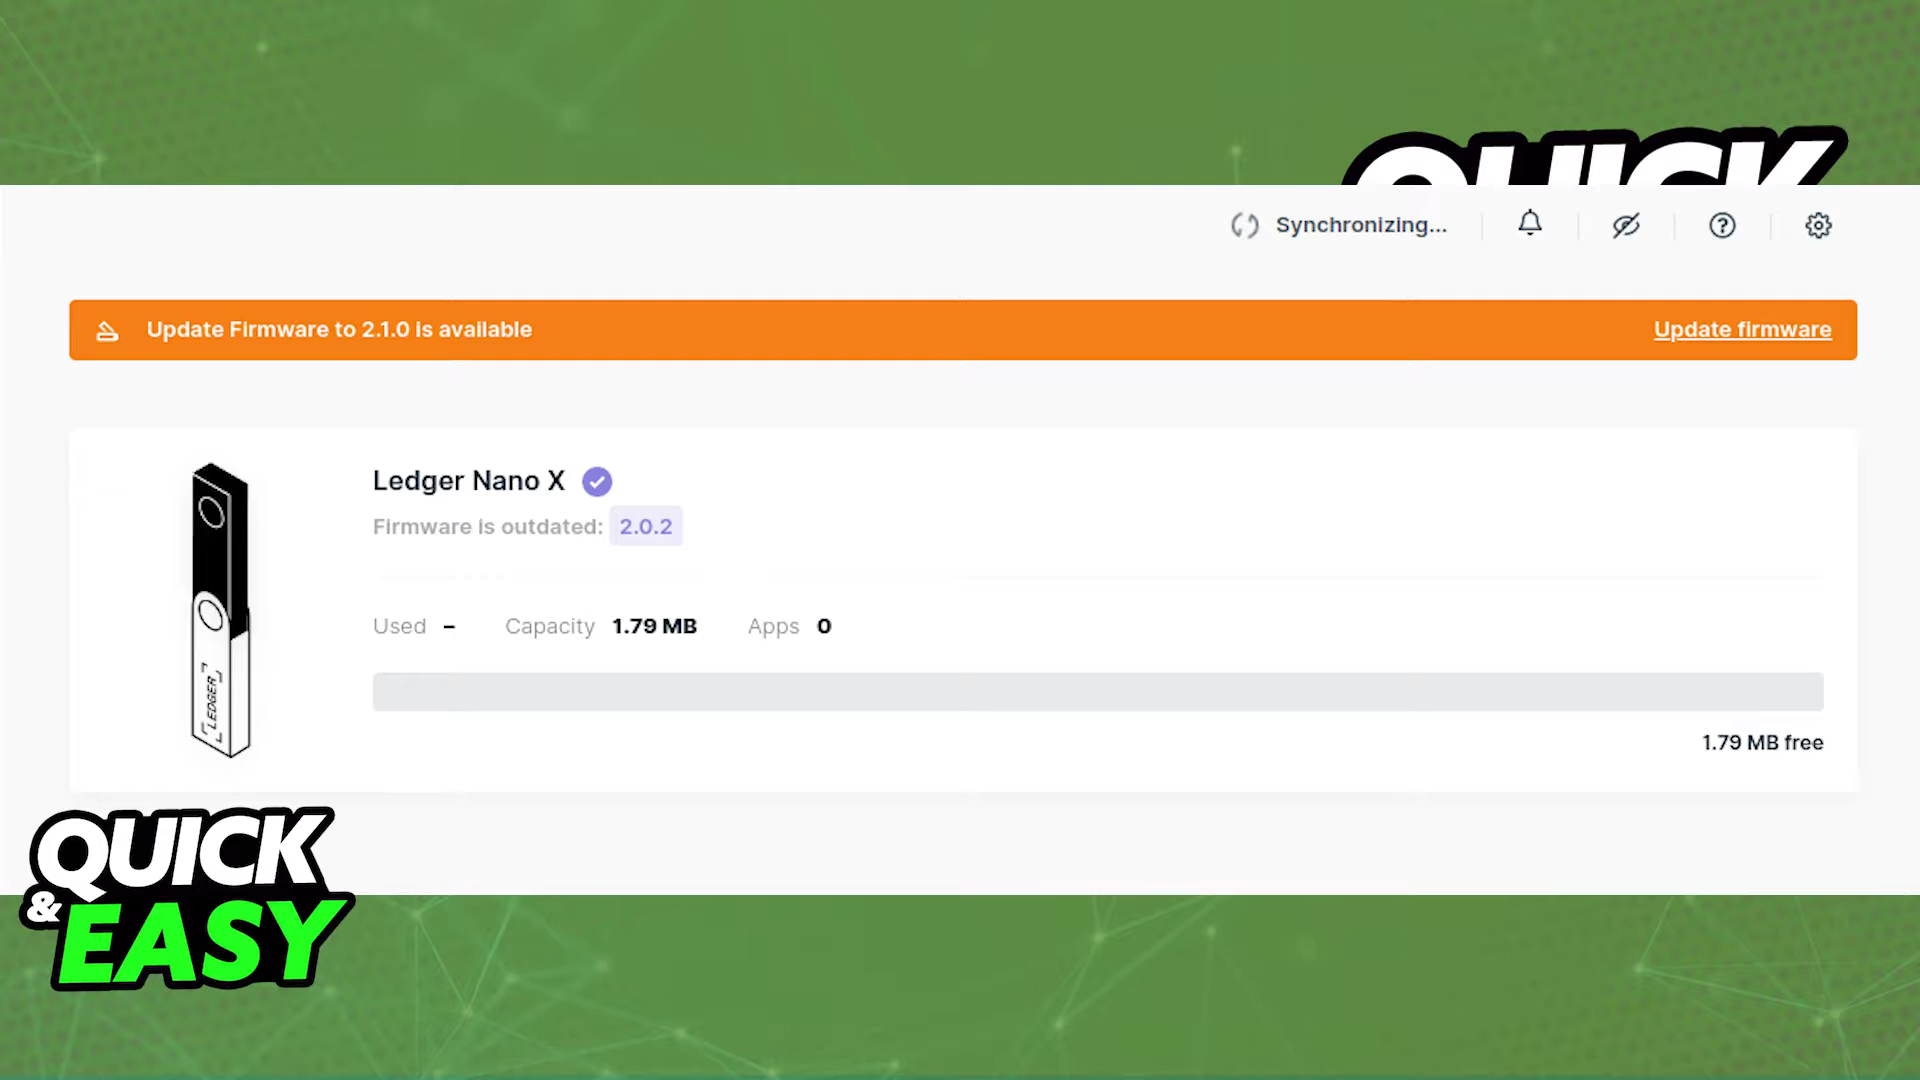 QUICK
Synchronizing...
Update Firmware to 2.1.0 is available
Update firmware
Ledger Nano X
Firmware is outdated: 2.0.2
Used – Capacity 1.79 MB Apps 0
1.79 MB free
LEDGER
QUICK
& EASY